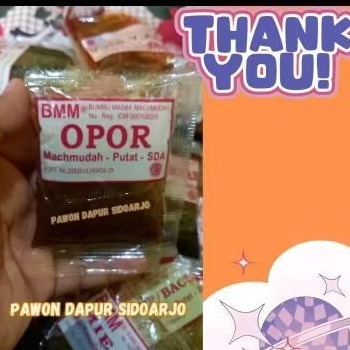 THANK
YOU!
BMM® BUMBU MASAK MACHMUDAH
OPOR
Machmudah - Putat - SDA
PAWON DAPUR SIDOARJO
PAWON DAPUR SIDOARJO